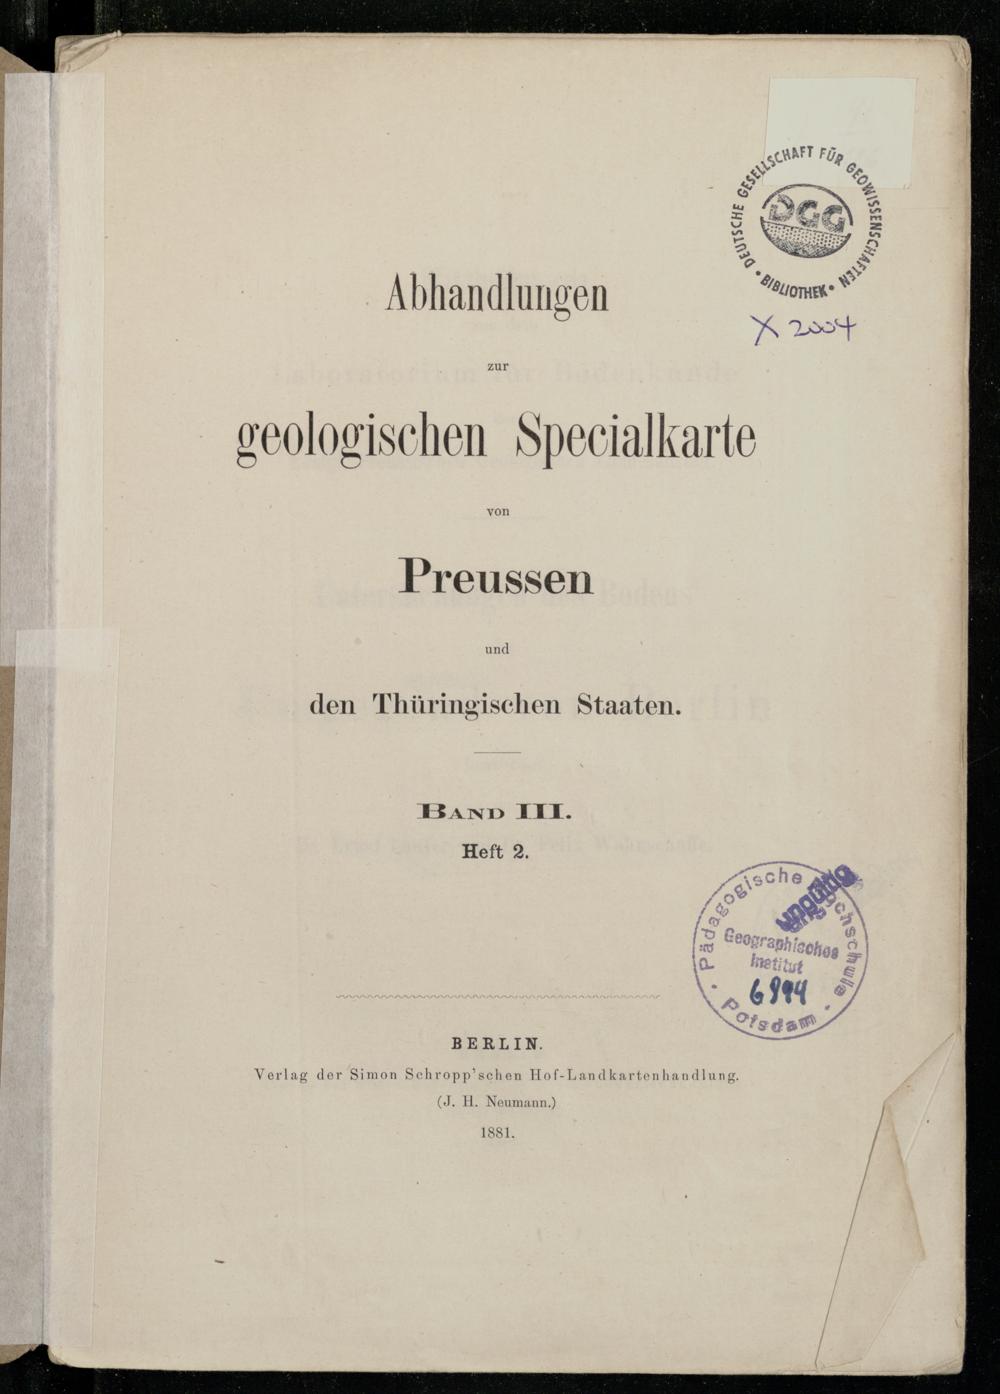 DEUTSCHE GESELLSCHAFT FÜR GEOWISSENSCHAFTEN
DGG
• BIBLIOTHEK •
X 2004
Abhandlungen
zur
geologischen Specialkarte
von
Preussen
und
den Thüringischen Staaten.
BAND III.
Heft 2.
Pädagogische Hochschule
ungültig
Geographisches
Institut
6994
• Potsdam •
BERLIN.
Verlag der Simon Schropp'schen Hof-Landkartenhandlung.
(J. H. Neumann.)
1881.